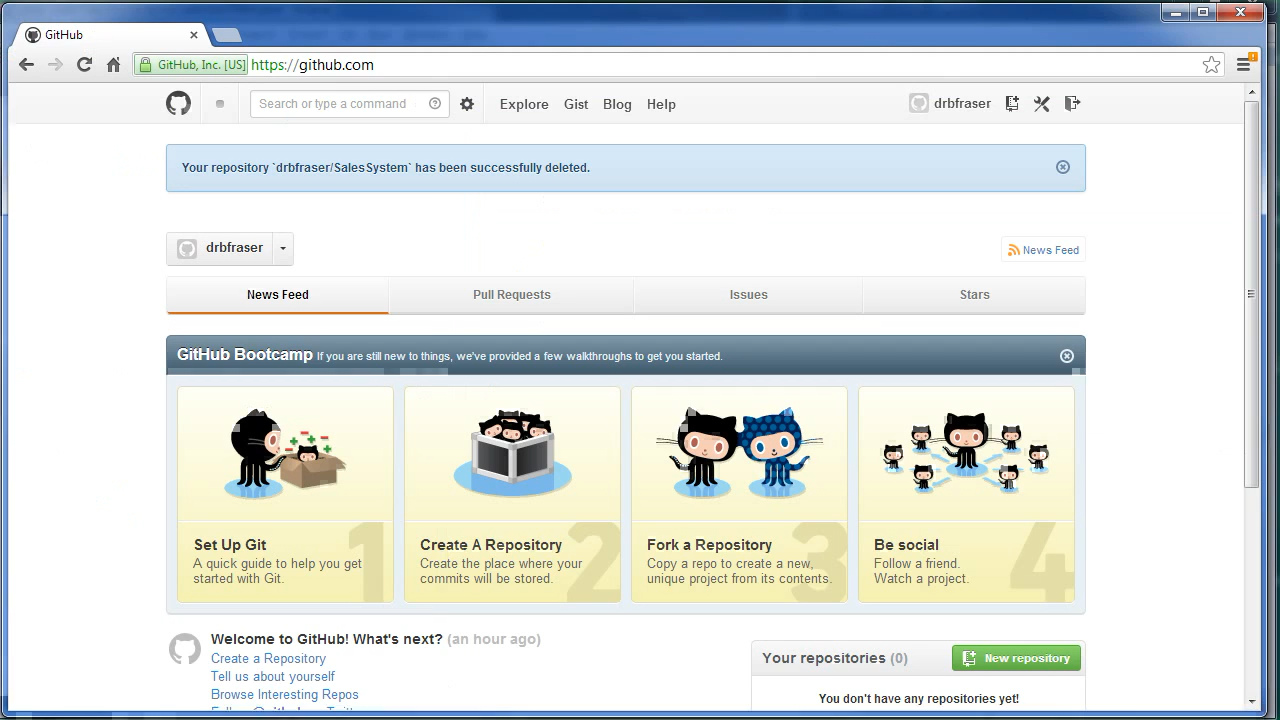 GitHub
GitHub, Inc. [US] https://github.com
Search or type a command
Explore Gist Blog Help
drbfraser
Your repository `drbfraser/SalesSystem` has been successfully deleted.
drbfraser
News Feed
News Feed Pull Requests Issues Stars
GitHub Bootcamp If you are still new to things, we've provided a few walkthroughs to get you started.
Set Up Git
A quick guide to help you get
started with Git.
1
Create A Repository
Create the place where your
commits will be stored.
2
Fork a Repository
Copy a repo to create a new,
unique project from its contents.
3
Be social
Follow a friend.
Watch a project.
4
Welcome to GitHub! What's next? (an hour ago)
Create a Repository
Tell us about yourself
Browse Interesting Repos
Your repositories (0)
New repository
You don't have any repositories yet!